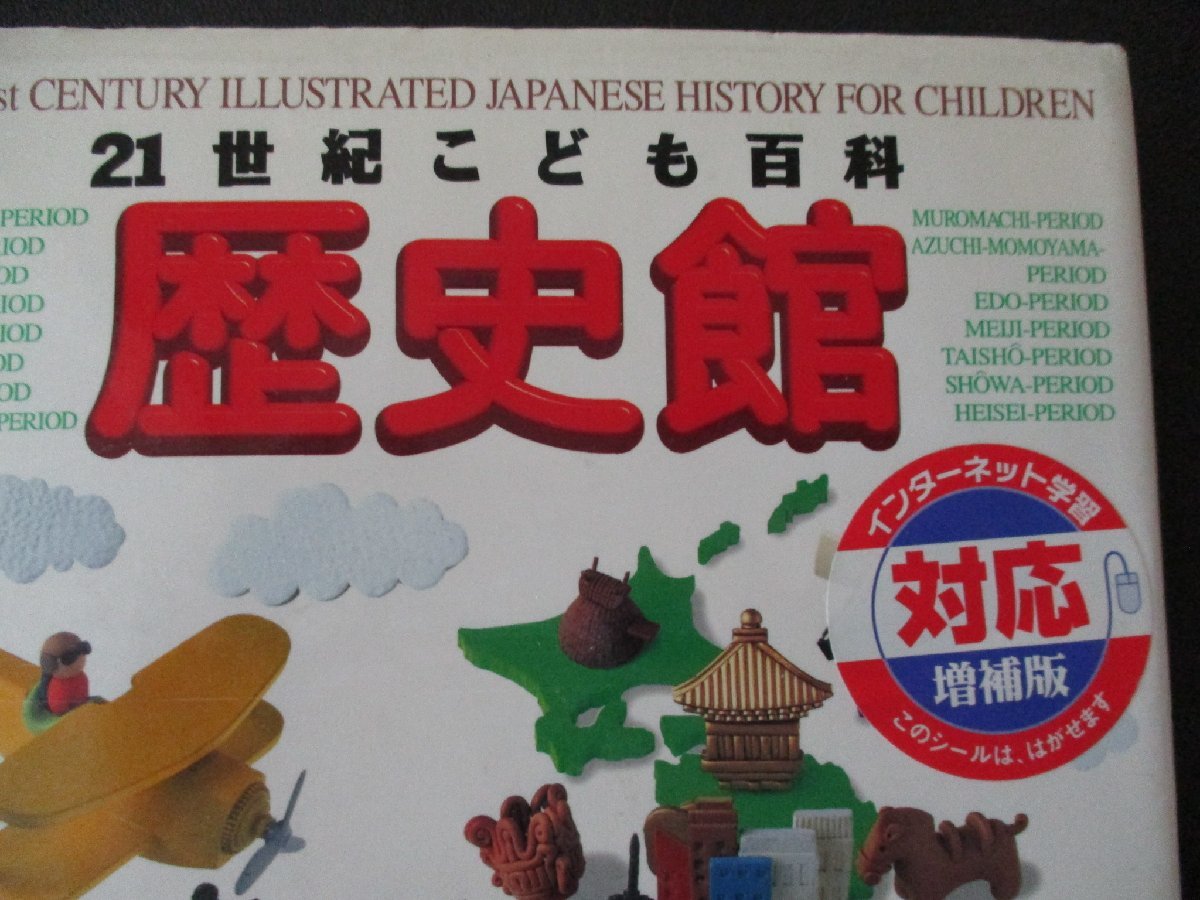 st CENTURY ILLUSTRATED JAPANESE HISTORY FOR CHILDREN
21世紀こども百科
歴史館
-PERIOD
RIOD
OD
RIOD
RIOD
OD
OD
PERIOD
MUROMACHI-PERIOD
AZUCHI-MOMOYAMA-
PERIOD
EDO-PERIOD
MEIJI-PERIOD
TAISHÔ-PERIOD
SHÔWA-PERIOD
HEISEI-PERIOD
インターネット学習
対応
増補版
このシールは、はがせます